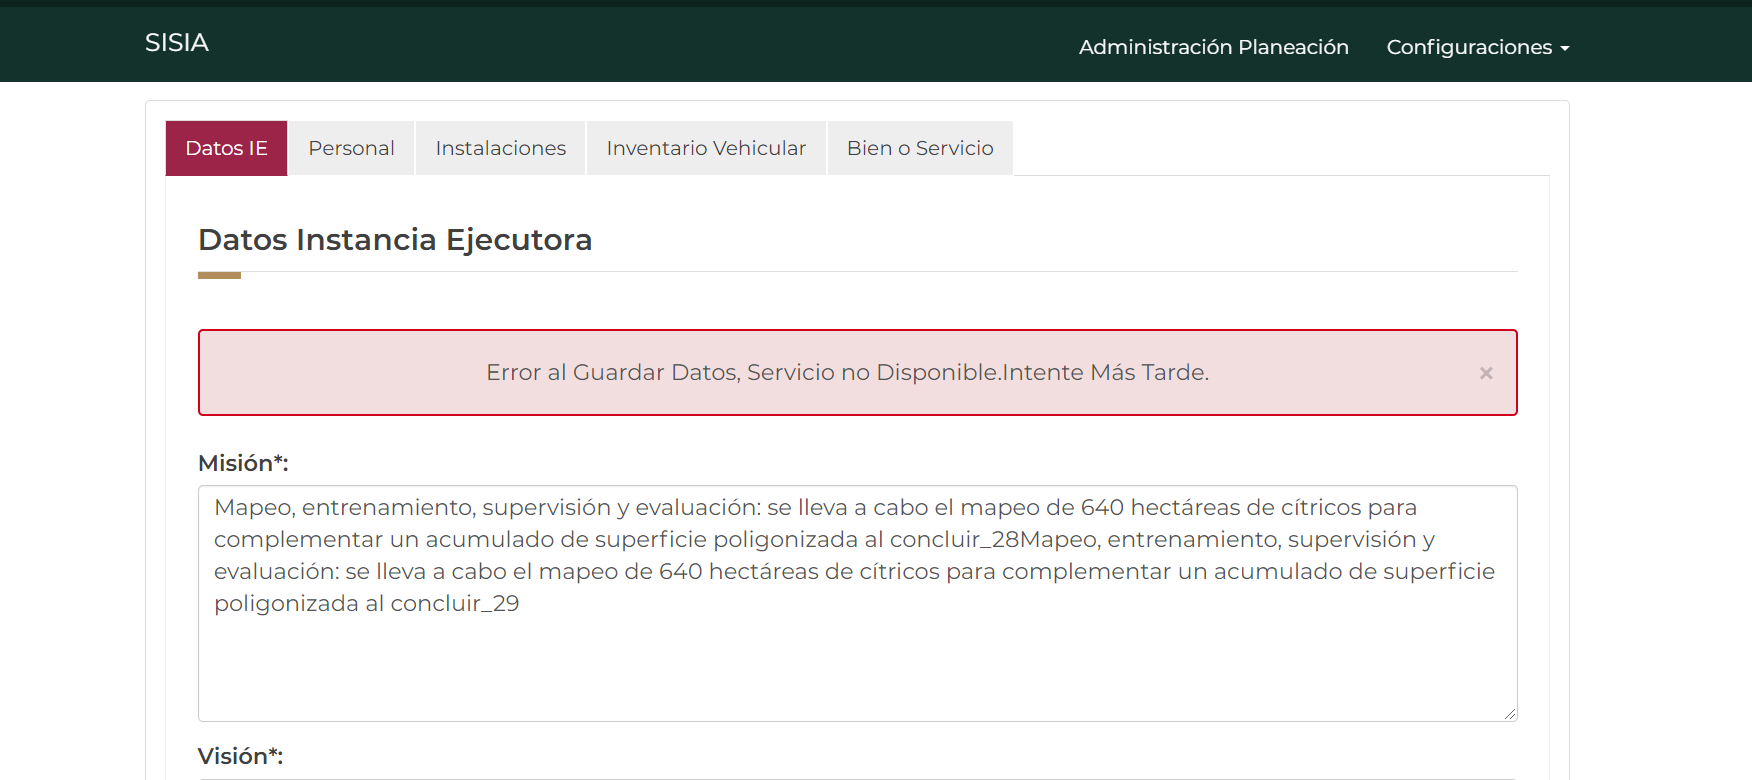 SISIA
Administración Planeación
Configuraciones
Datos IE
Personal
Instalaciones
Inventario Vehicular
Bien o Servicio
Datos Instancia Ejecutora
Error al Guardar Datos, Servicio no Disponible.Intente Más Tarde.
×
Misión*:
Mapeo, entrenamiento, supervisión y evaluación: se lleva a cabo el mapeo de 640 hectáreas de cítricos para
complementar un acumulado de superficie poligonizada al concluir_28Mapeo, entrenamiento, supervisión y
evaluación: se lleva a cabo el mapeo de 640 hectáreas de cítricos para complementar un acumulado de superficie
poligonizada al concluir_29
Visión*: